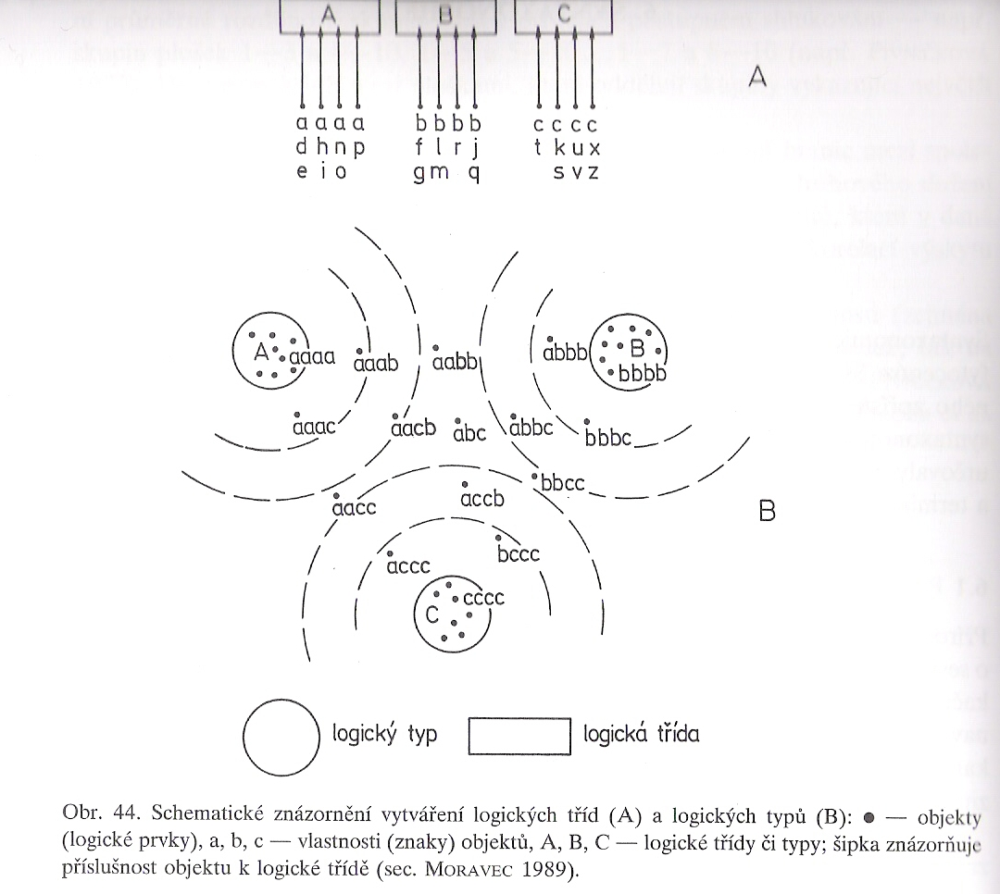 A B C
A
a a a a b b b b c c c c
d h n p f l r j t k u x
e i o g m q s v z
A aaaa aaab aabb abbb B
bbbb
aaac aacb abc abbc bbbc
aacc accb bbcc
B
accc bccc
C cccc
logický typ logická třída
Obr. 44. Schematické znázornění vytváření logických tříd (A) a logických typů (B): ● — objekty
(logické prvky), a, b, c — vlastnosti (znaky) objektů, A, B, C — logické třídy či typy; šipka znázorňuje
příslušnost objektu k logické třídě (sec. MORAVEC 1989).